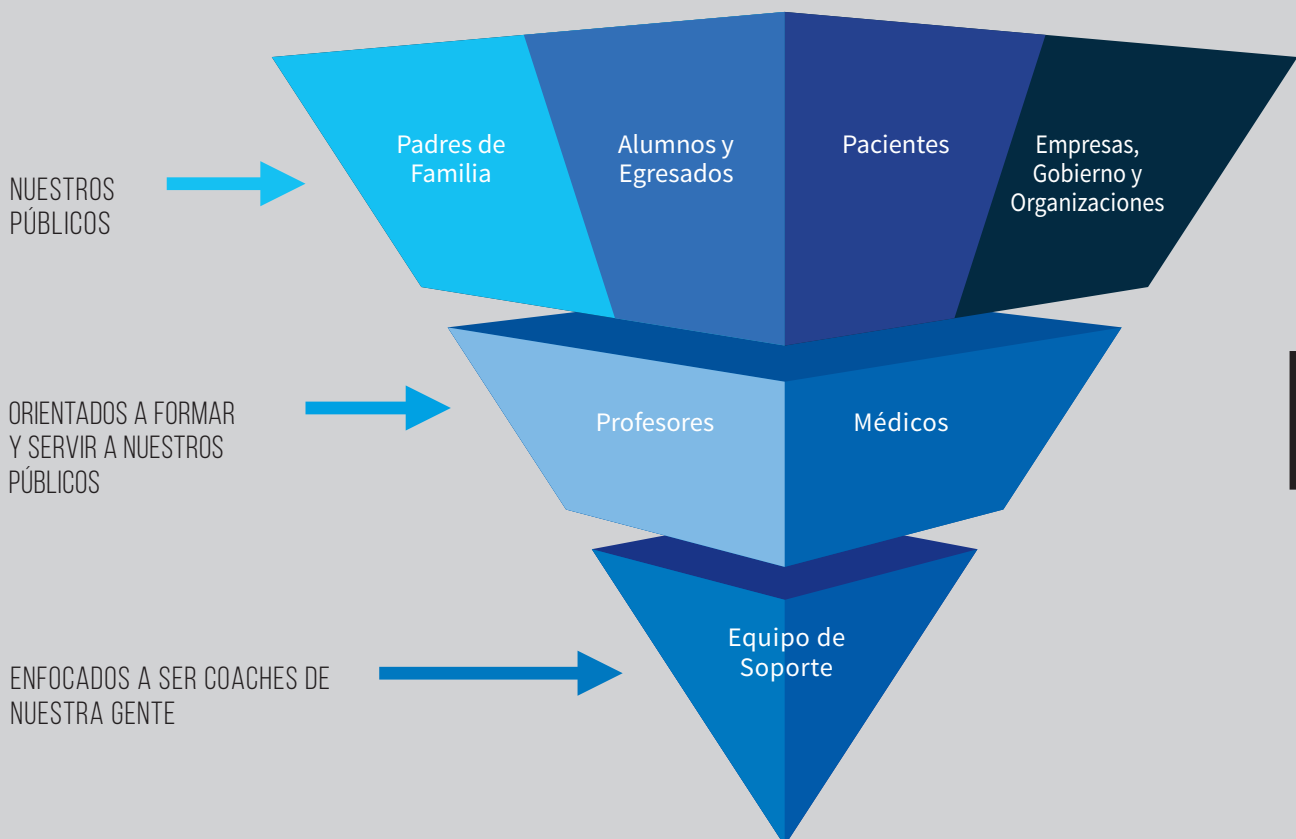 NUESTROS
PÚBLICOS
Padres de
Familia
Alumnos y
Egresados
Pacientes
Empresas,
Gobierno y
Organizaciones
ORIENTADOS A FORMAR
Y SERVIR A NUESTROS
PÚBLICOS
Profesores
Médicos
ENFOCADOS A SER COACHES DE
NUESTRA GENTE
Equipo de
Soporte